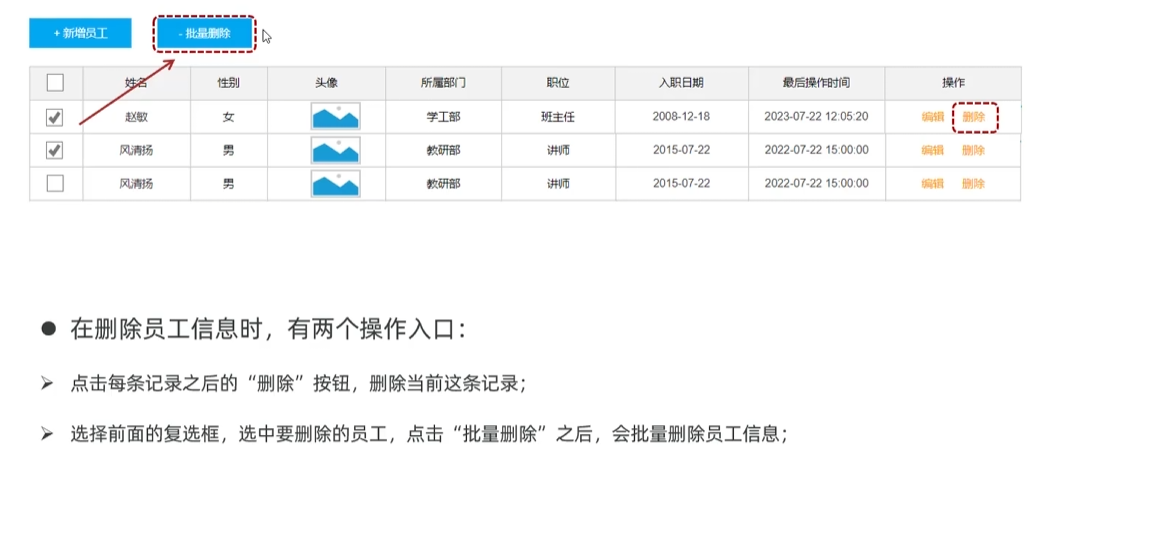 + 新增员工 - 批量删除
姓名 性别 头像 所属部门 职位 入职日期 最后操作时间 操作
赵敏 女 学工部 班主任 2008-12-18 2023-07-22 12:05:20 编辑 删除
风清扬 男 教研部 讲师 2015-07-22 2022-07-22 15:00:00 编辑 删除
风清扬 男 教研部 讲师 2015-07-22 2022-07-22 15:00:00 编辑 删除
● 在删除员工信息时，有两个操作入口：
➢ 点击每条记录之后的“删除”按钮，删除当前这条记录；
➢ 选择前面的复选框，选中要删除的员工，点击“批量删除”之后，会批量删除员工信息；